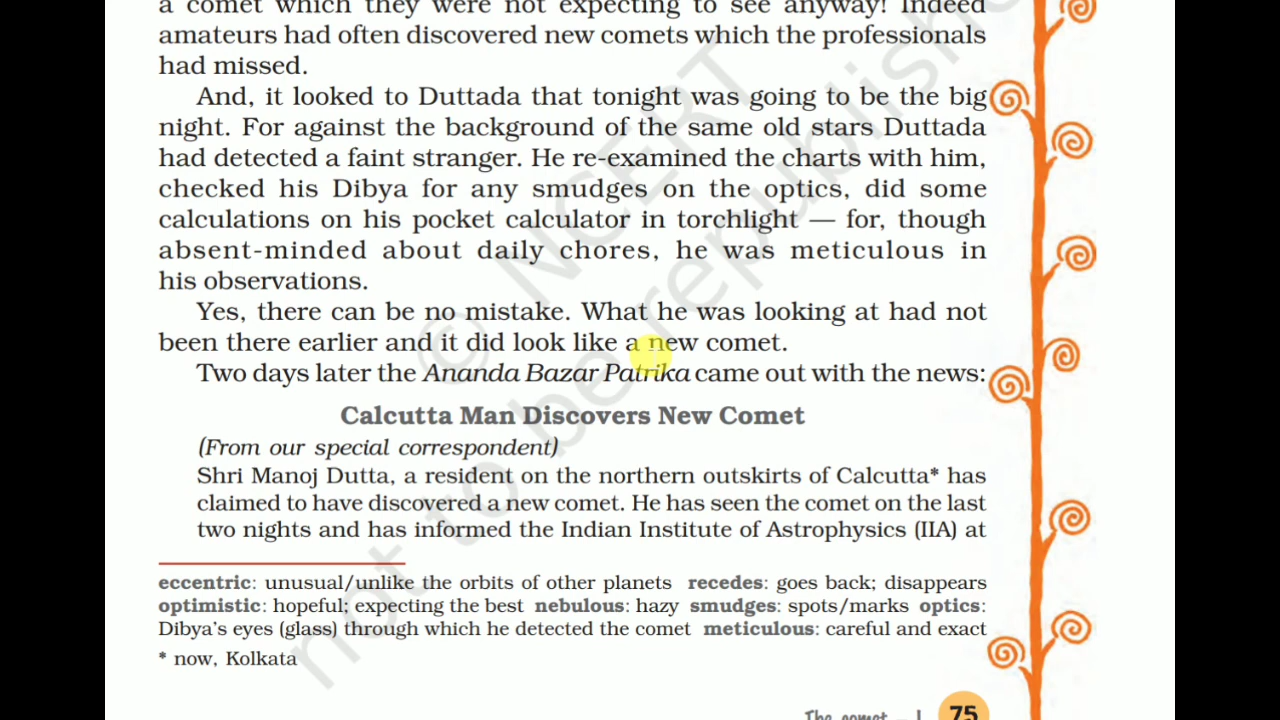 a comet which they were not expecting to see anyway! Indeed
amateurs had often discovered new comets which the professionals
had missed.
And, it looked to Duttada that tonight was going to be the big
night. For against the background of the same old stars Duttada
had detected a faint stranger. He re-examined the charts with him,
checked his Dibya for any smudges on the optics, did some
calculations on his pocket calculator in torchlight — for, though
absent-minded about daily chores, he was meticulous in
his observations.
Yes, there can be no mistake. What he was looking at had not
been there earlier and it did look like a new comet.
Two days later the Ananda Bazar Patrika came out with the news:
Calcutta Man Discovers New Comet
(From our special correspondent)
Shri Manoj Dutta, a resident on the northern outskirts of Calcutta* has
claimed to have discovered a new comet. He has seen the comet on the last
two nights and has informed the Indian Institute of Astrophysics (IIA) at
eccentric: unusual/unlike the orbits of other planets recedes: goes back; disappears
optimistic: hopeful; expecting the best nebulous: hazy smudges: spots/marks optics:
Dibya's eyes (glass) through which he detected the comet meticulous: careful and exact
* now, Kolkata
The comet – I 75
© NCERT
not to be republished